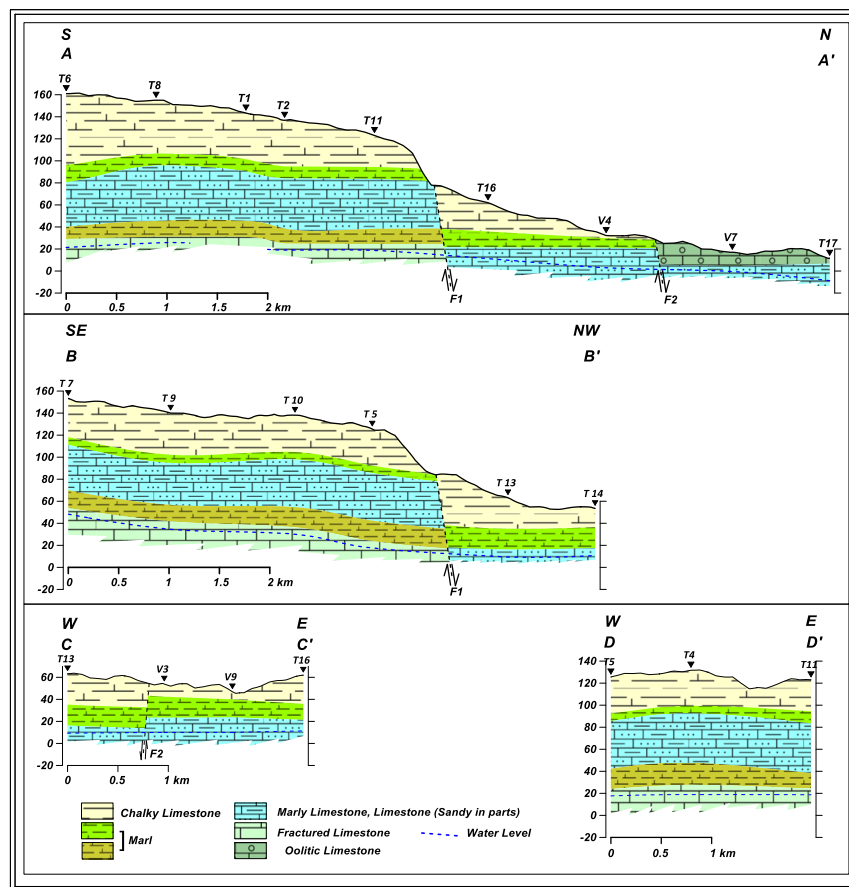 S N
A A'
T6 T8 T1 T2 T11 T16 V4 V7 T17
160
140
120
100
80
60
40
20
0
-20
F1 F2
0 0.5 1 1.5 2 km
SE NW
B B'
T 7 T 9 T 10 T 5 T 13 T 14
160
140
120
100
80
60
40
20
0
-20
F1
0 0.5 1 1.5 2 km
W E
C C'
T13 V3 V9 T16
60
40
20
0
-20
F2
0 0.5 1 km
W E
D D'
T5 T4 T11
140
120
100
80
60
40
20
0
-20
0 0.5 1 km
Chalky Limestone
Marl
Marly Limestone, Limestone (Sandy in parts)
Fractured Limestone
Oolitic Limestone
Water Level